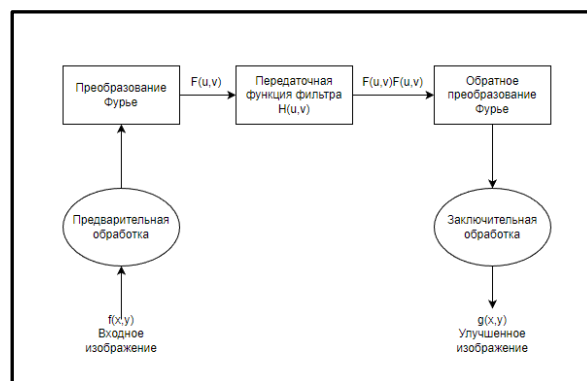 Преобразование
Фурье
F(u,v)
Передаточная
функция фильтра
H(u,v)
F(u,v)F(u,v)
Обратное
преобразование
Фурье
Предварительная
обработка
Заключительная
обработка
f(x,y)
Входное
изображение
g(x,y)
Улучшенное
изображение